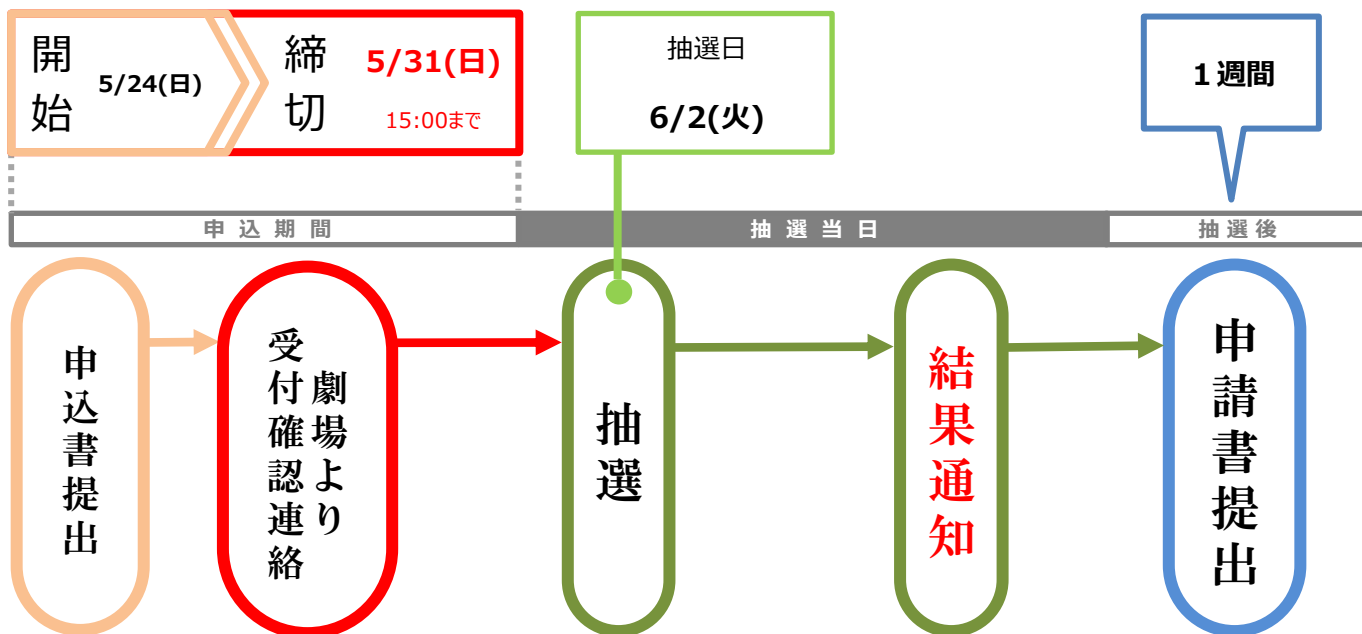 開始
5/24(日)
締切
5/31(日)
15:00まで
抽選日
6/2(火)
1週間
申込期間
抽選当日
抽選後
申込書提出
劇場より
受付確認連絡
抽選
結果通知
申請書提出